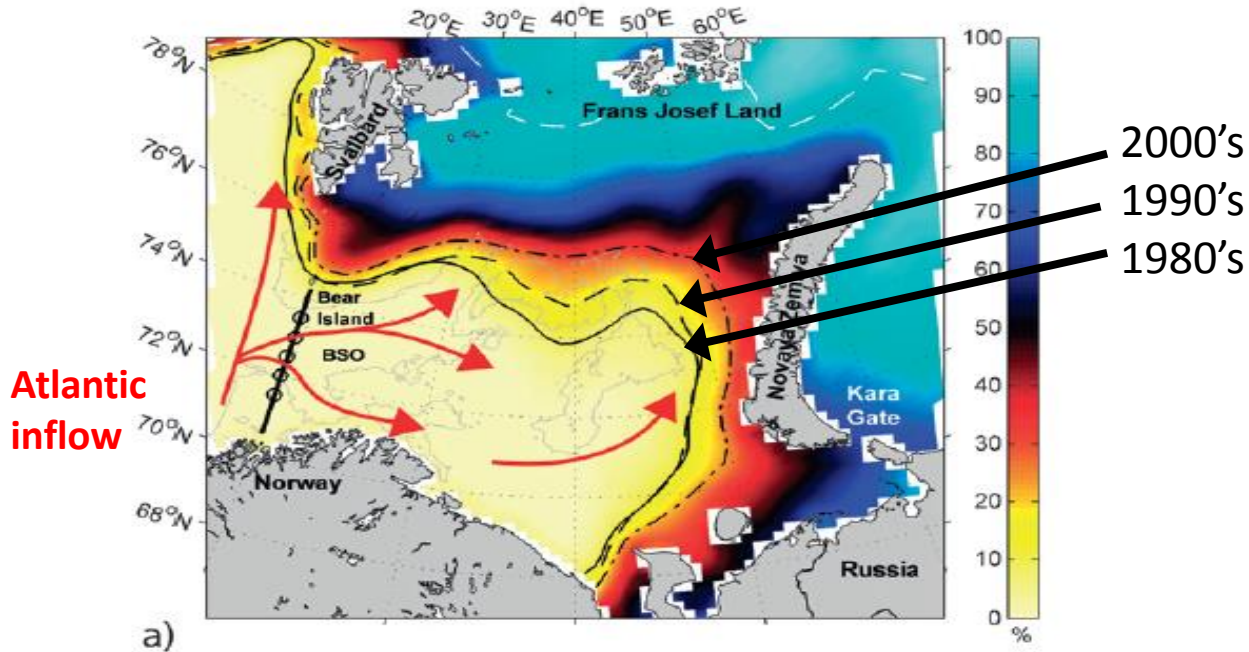 20°E 30°E 40°E 50°E 60°E
78°N
76°N
74°N
72°N
70°N
68°N
Svalbard
Frans Josef Land
Bear
Island
BSO
Novaya Zemlya
Kara
Gate
Norway
Russia
Atlantic
inflow
100
90
80
70
60
50
40
30
20
10
0
%
2000's
1990's
1980's
a)